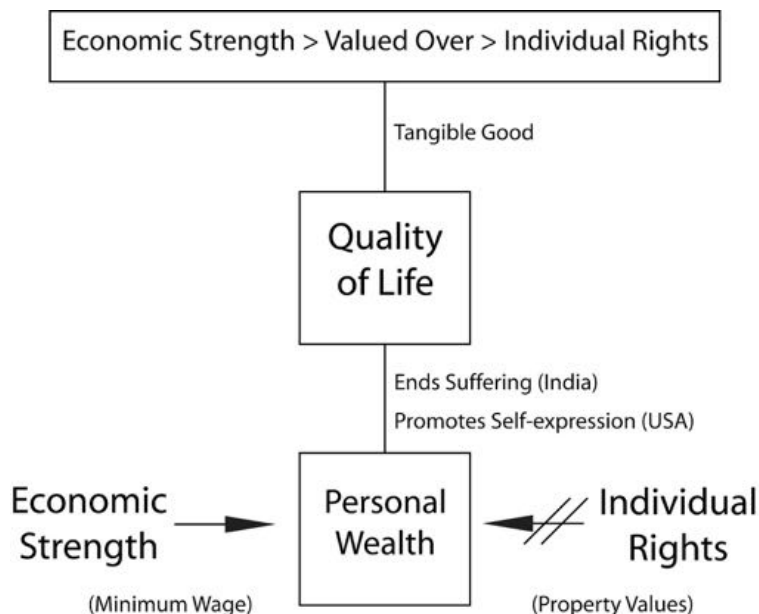 Economic Strength > Valued Over > Individual Rights
Tangible Good
Quality
of Life
Ends Suffering (India)
Promotes Self-expression (USA)
Economic
Strength
Personal
Wealth
Individual
Rights
(Minimum Wage)
(Property Values)